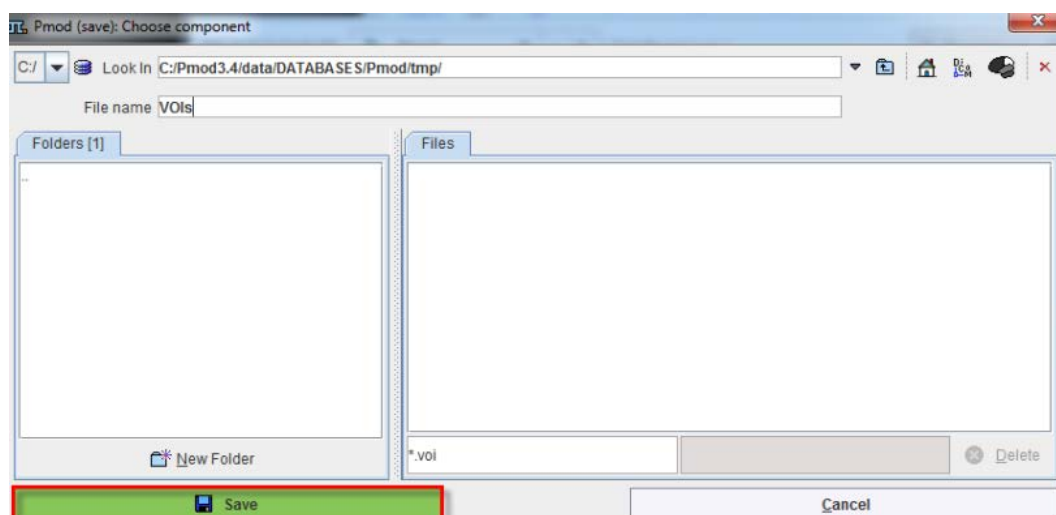 Pmod (save): Choose component
C:/ Look In C:/Pmod3.4/data/DATABASES/Pmod/tmp/
File name VOIs
Folders [1] Files
..
New Folder *.voi Delete
Save Cancel